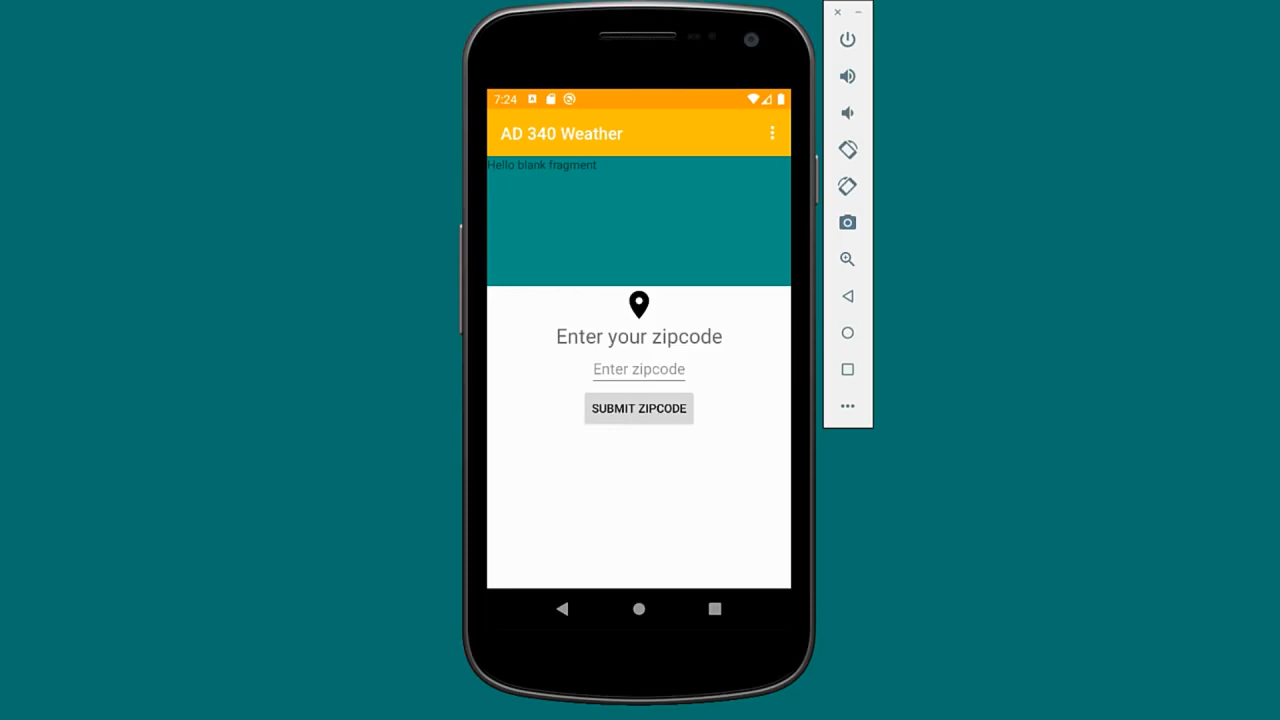 7:24
AD 340 Weather
Hello blank fragment
Enter your zipcode
Enter zipcode
SUBMIT ZIPCODE